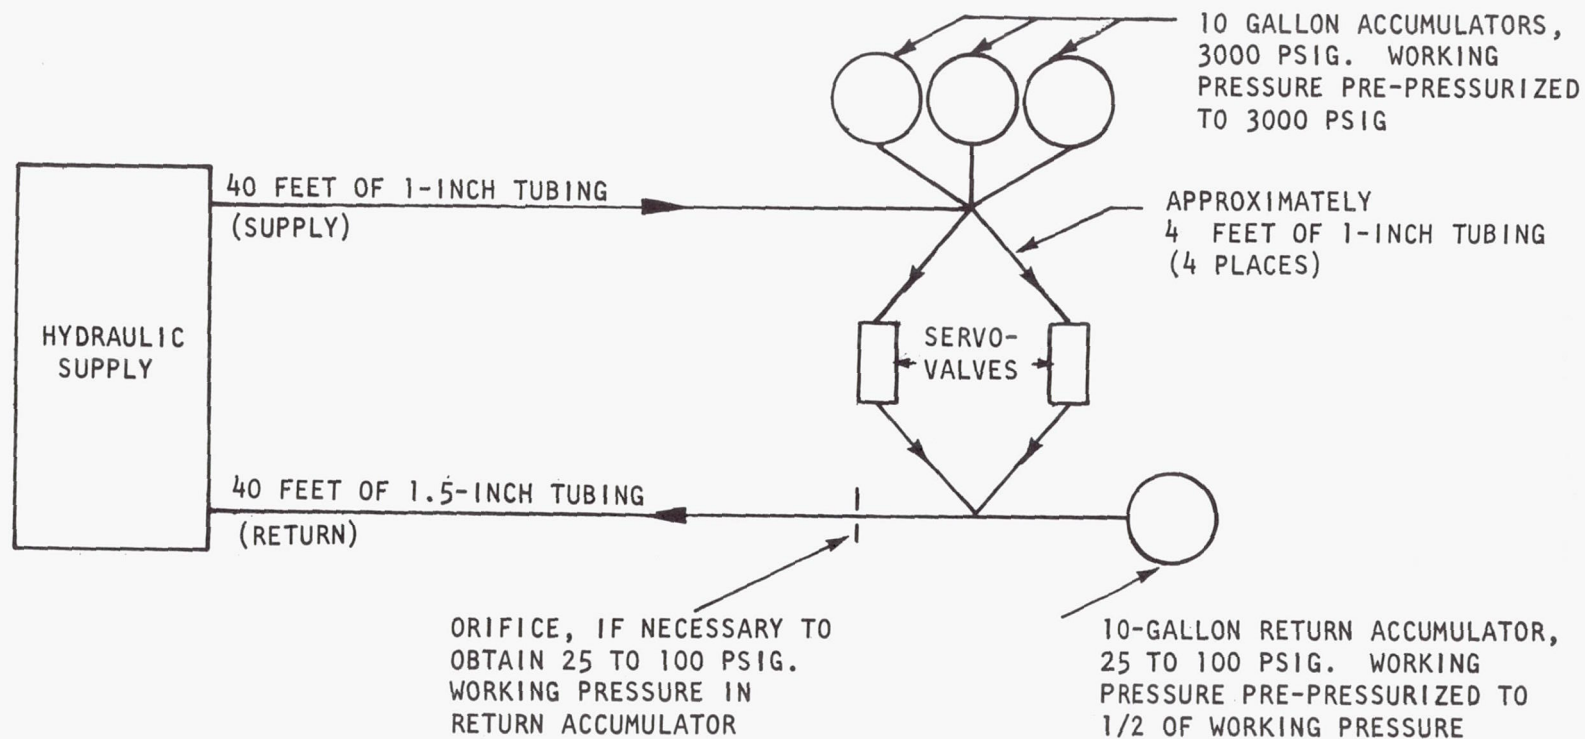 10 GALLON ACCUMULATORS,
3000 PSIG. WORKING
PRESSURE PRE-PRESSURIZED
TO 3000 PSIG
40 FEET OF 1-INCH TUBING
(SUPPLY)
APPROXIMATELY
4 FEET OF 1-INCH TUBING
(4 PLACES)
HYDRAULIC
SUPPLY
SERVO-
VALVES
40 FEET OF 1.5-INCH TUBING
(RETURN)
ORIFICE, IF NECESSARY TO
OBTAIN 25 TO 100 PSIG.
WORKING PRESSURE IN
RETURN ACCUMULATOR
10-GALLON RETURN ACCUMULATOR,
25 TO 100 PSIG. WORKING
PRESSURE PRE-PRESSURIZED TO
1/2 OF WORKING PRESSURE